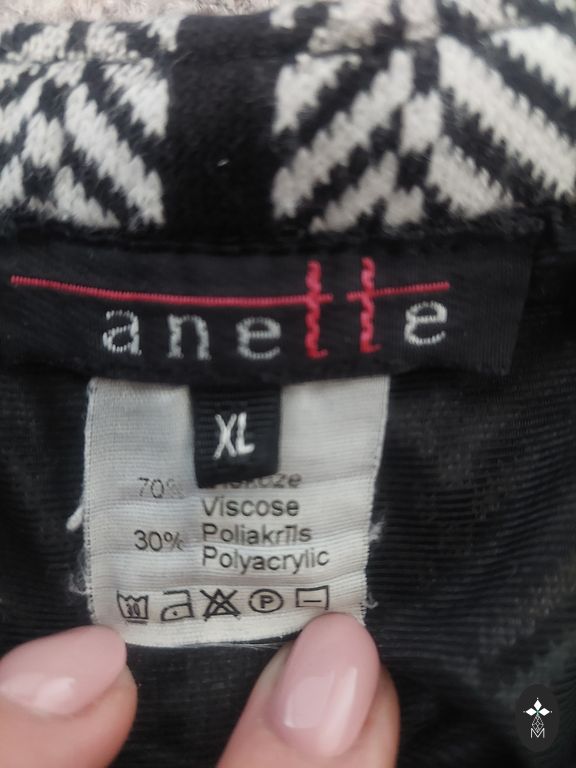 anette
XL
70%
Viscose
30% Poliakrīls
Polyacrylic
P
M